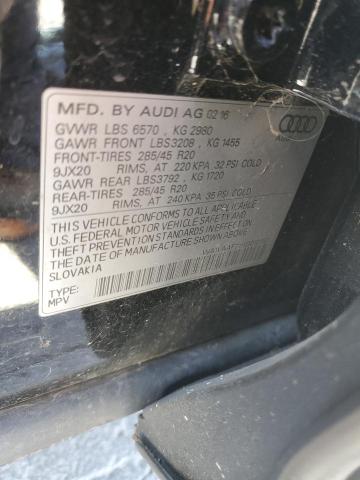 MFD. BY AUDI AG 02 16
GVWR LBS 6570 , KG 2980
GAWR FRONT LBS3208 , KG 1455
FRONT-TIRES 285/45 R20
9JX20 RIMS, AT 220 KPA 32 PSI COLD
GAWR REAR LBS3792 , KG 1720
REAR-TIRES 285/45 R20
9JX20 RIMS, AT 240 KPA 35 PSI COLD
THIS VEHICLE CONFORMS TO ALL APPLICABLE
U.S. FEDERAL MOTOR VEHICLE SAFETY AND
THEFT PREVENTION STANDARDS IN EFFECT ON
DATE OF MANUFACTURE
SLOVAKIA
TYPE:
MPV